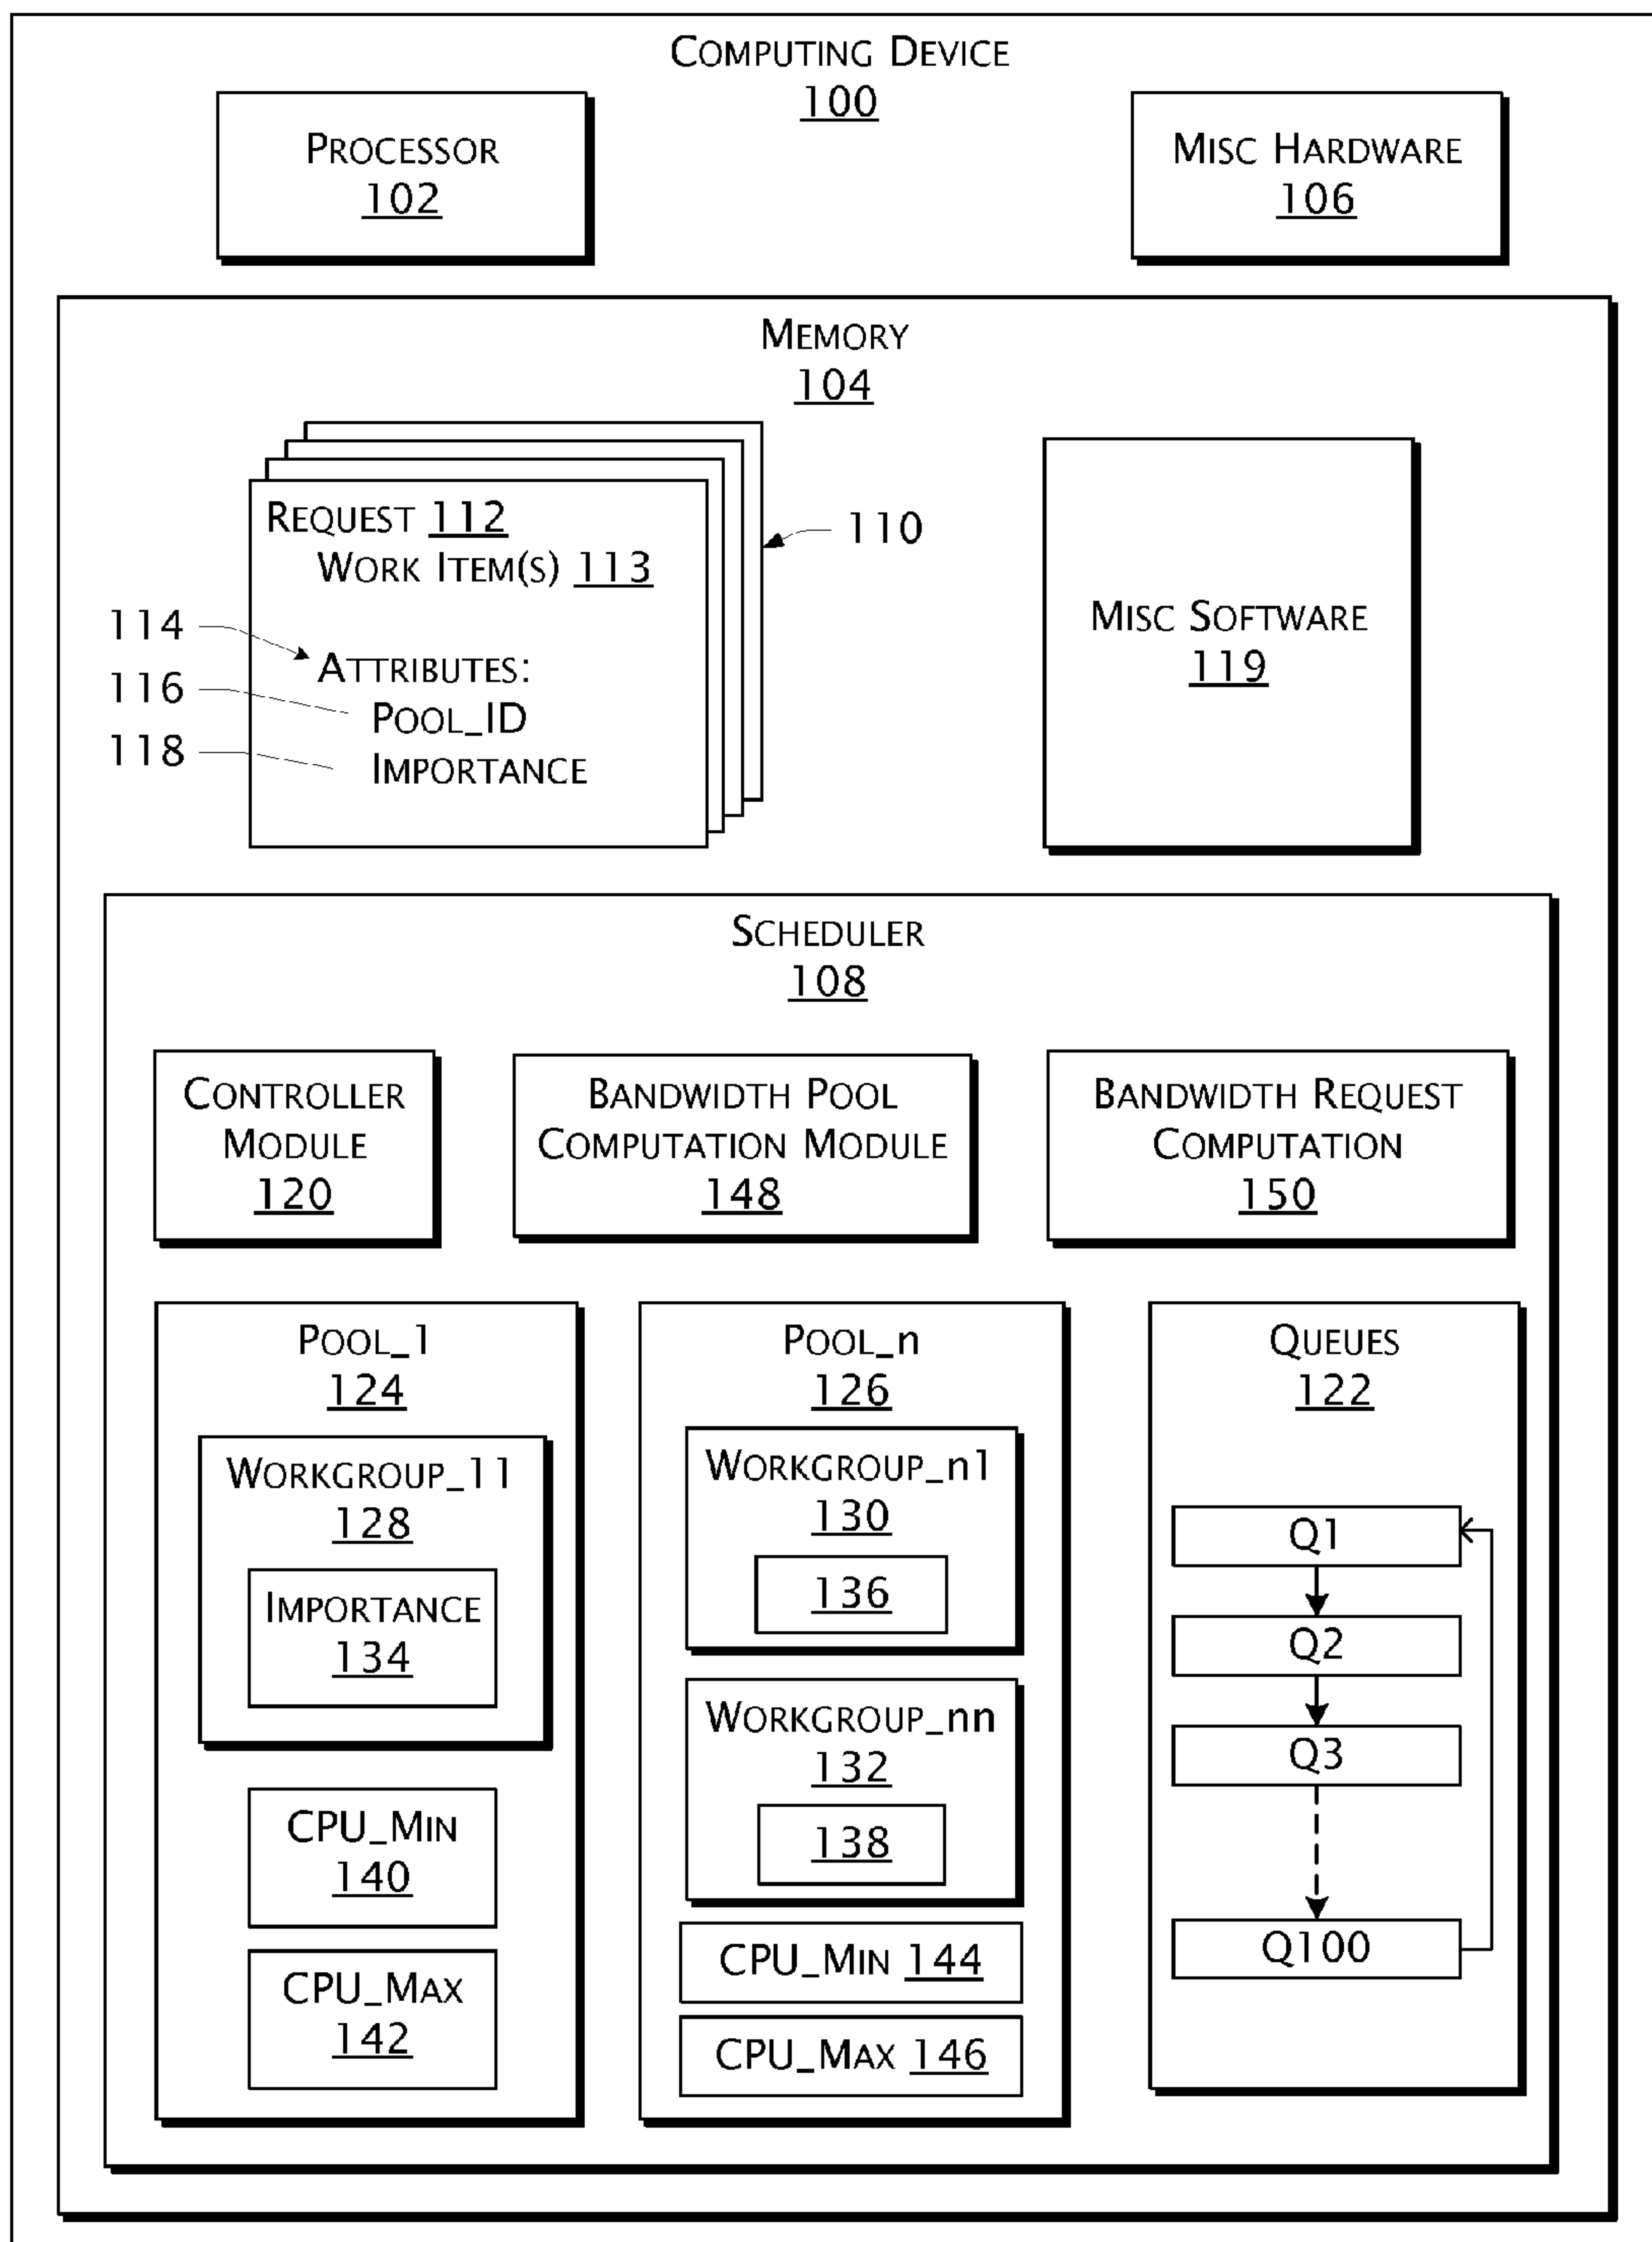 COMPUTING DEVICE
100
PROCESSOR
102
MISC HARDWARE
106
MEMORY
104
REQUEST 112
WORK ITEM(S) 113
110
114
ATTRIBUTES:
116
POOL_ID
118
IMPORTANCE
MISC SOFTWARE
119
SCHEDULER
108
CONTROLLER
MODULE
120
BANDWIDTH POOL
COMPUTATION MODULE
148
BANDWIDTH REQUEST
COMPUTATION
150
POOL_1
124
WORKGROUP_11
128
IMPORTANCE
134
CPU_MIN
140
CPU_MAX
142
POOL_n
126
WORKGROUP_n1
130
136
WORKGROUP_nn
132
138
CPU_MIN 144
CPU_MAX 146
QUEUES
122
Q1
Q2
Q3
Q100